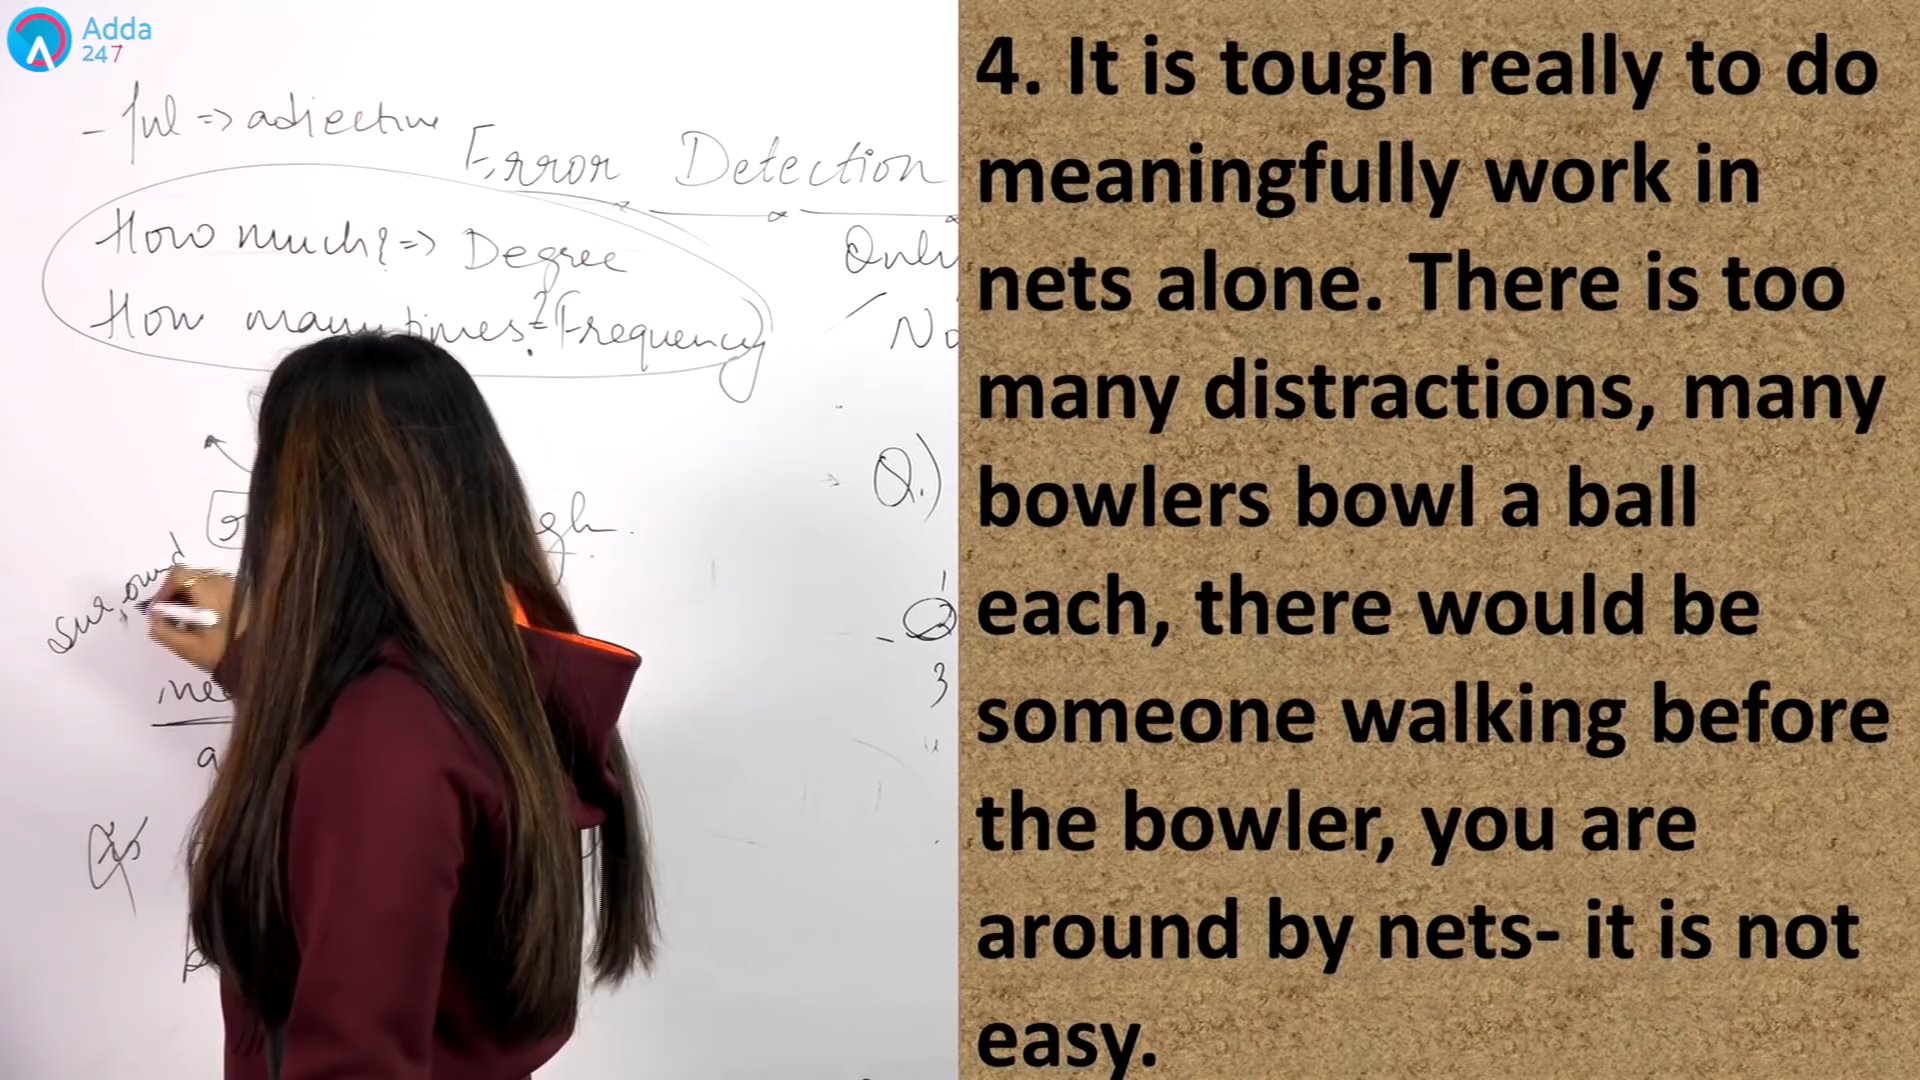 Adda
247
-ful => adjective
Error Detection
How much? => Degree
How many times? = Frequency
Q.)
3
4. It is tough really to do
meaningfully work in
nets alone. There is too
many distractions, many
bowlers bowl a ball
each, there would be
someone walking before
the bowler, you are
around by nets- it is not
easy.